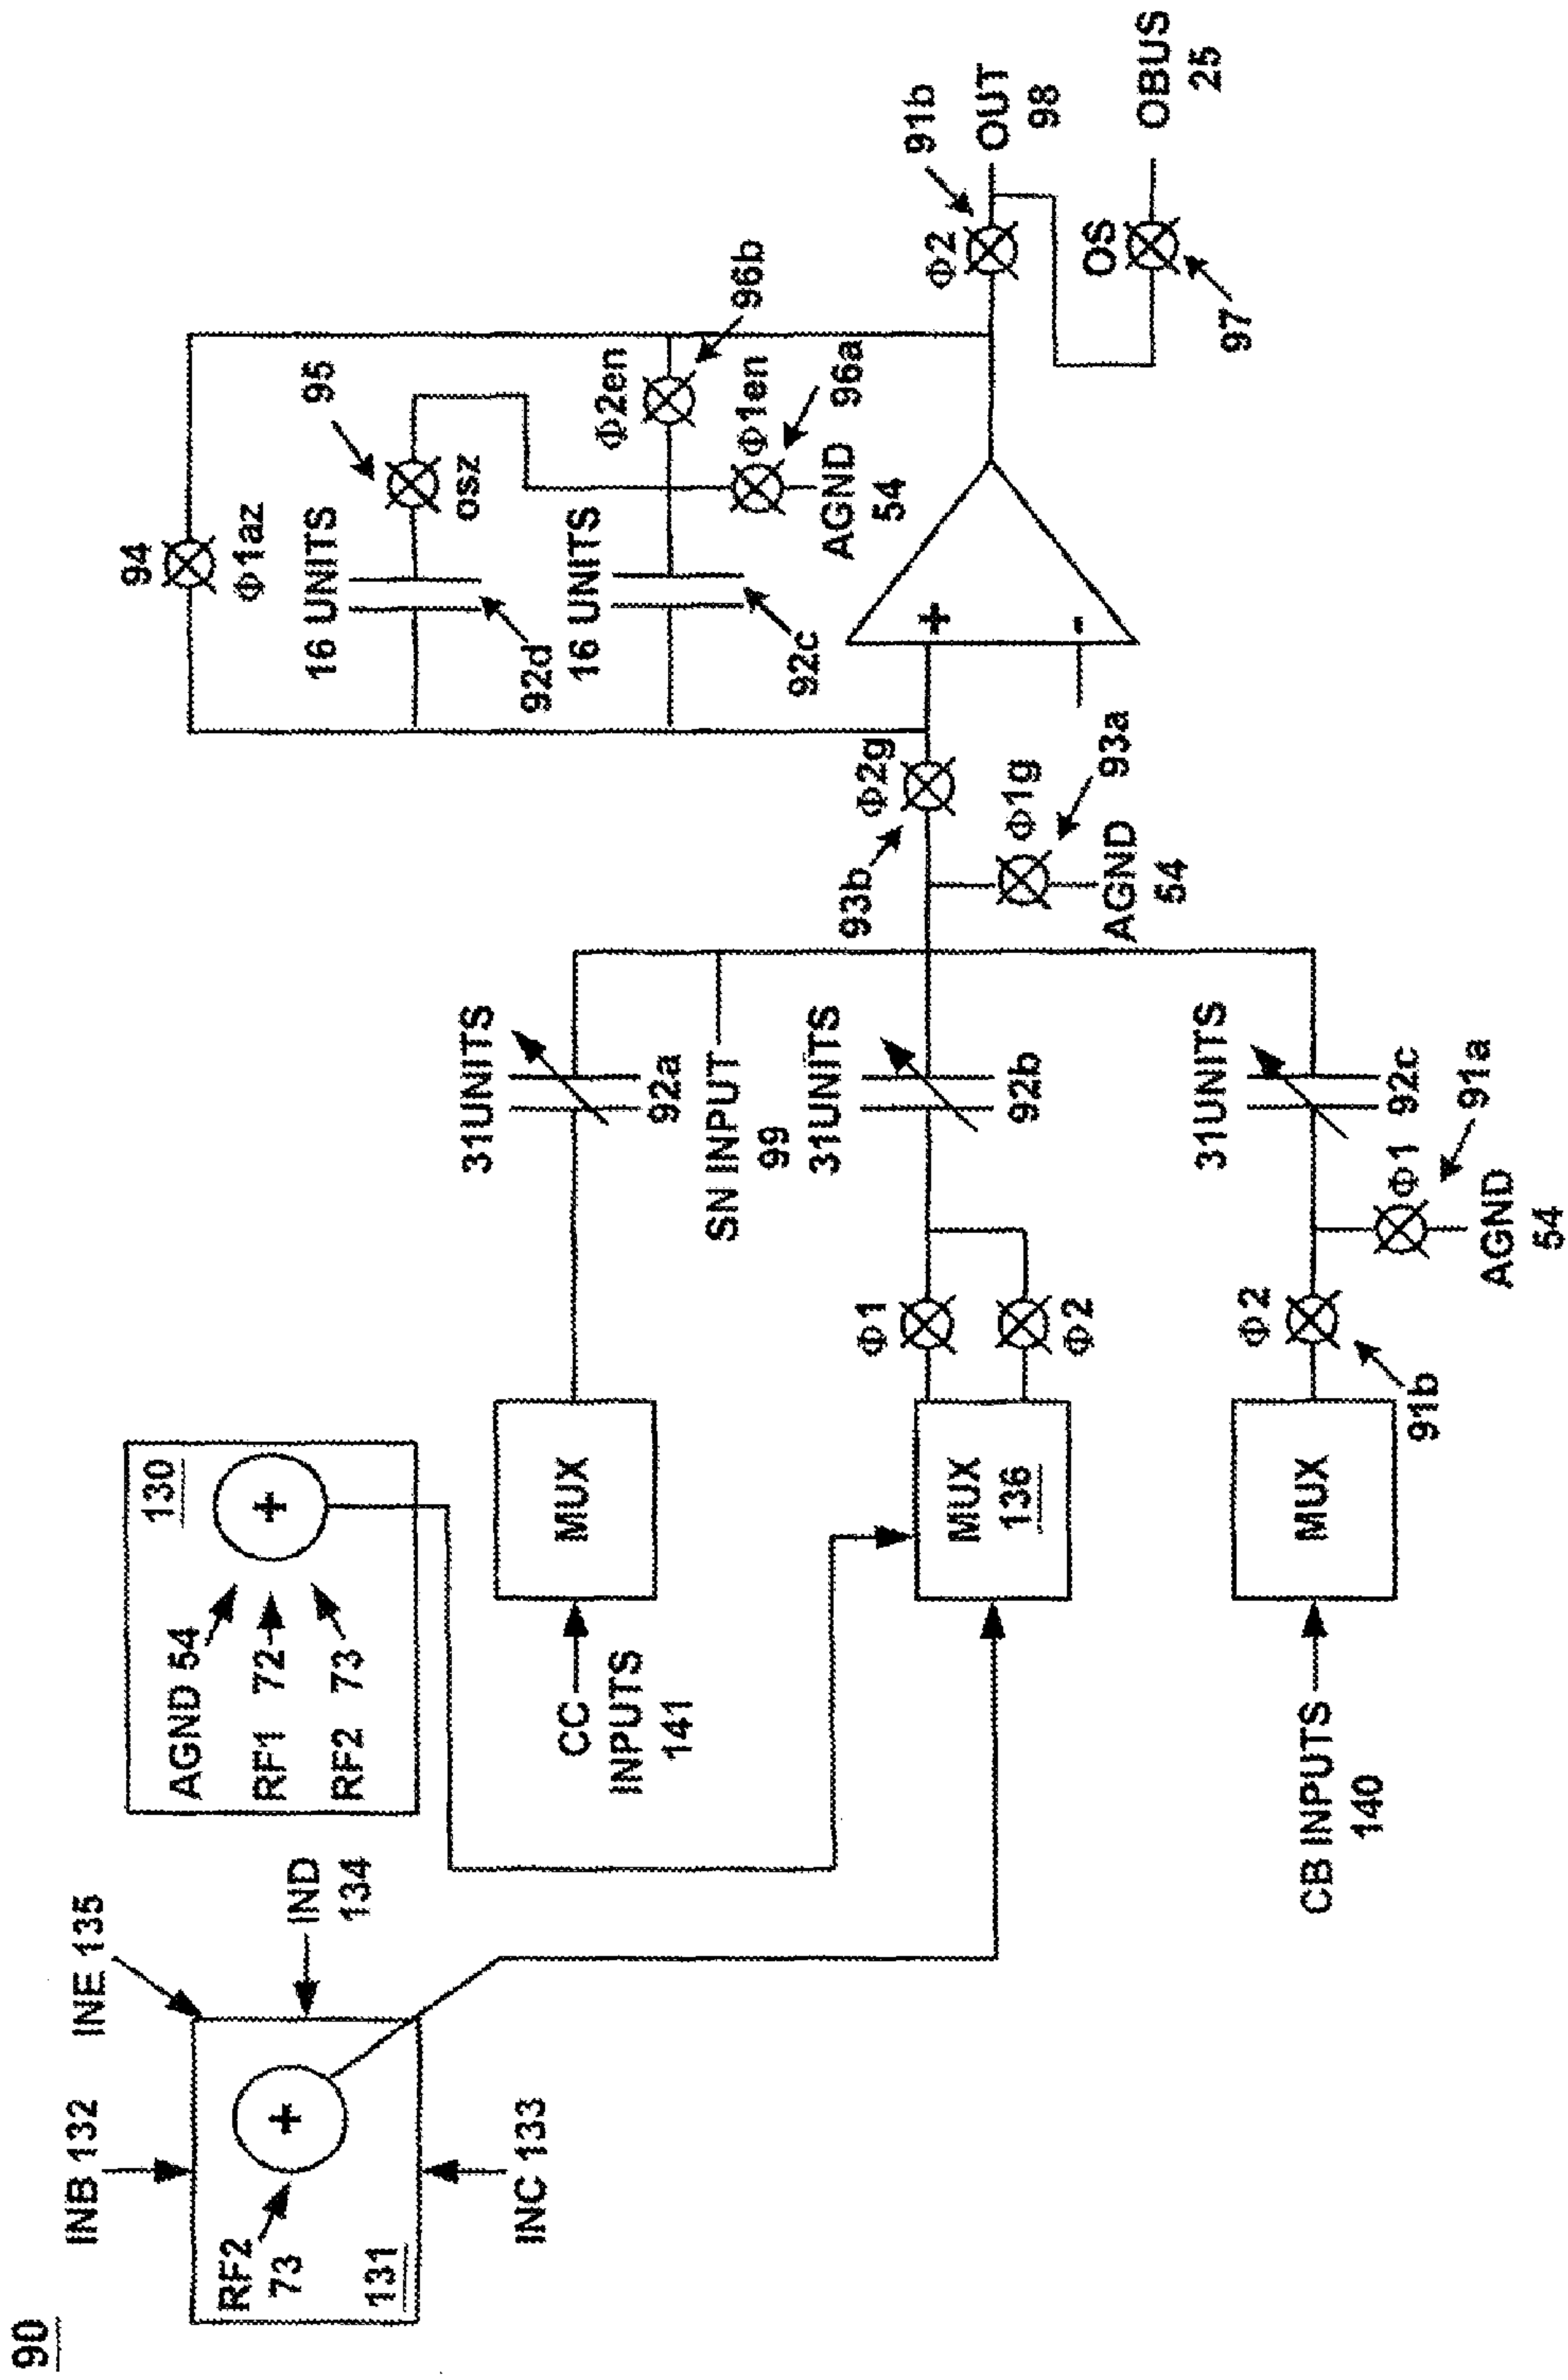 90
INB 132
INE 135
IND
134
INC 133
RF2
73
+
131
130
+
AGND 54
RF1 72
RF2 73
CC
INPUTS
141
MUX
MUX
136
CB INPUTS
140
MUX
31UNITS
92a
SN INPUT
99
31UNITS
92b
31UNITS
92c
Φ1
Φ2
Φ2
91b
Φ1
91a
AGND
54
93b
Φ2g
Φ1g
93a
AGND
54
94
Φ1az
16 UNITS
92d
95
osz
16 UNITS
92c
Φ2en
96b
Φ1en
96a
AGND
54
+
-
Φ2
91b
OUT
98
OS
97
OBUS
25